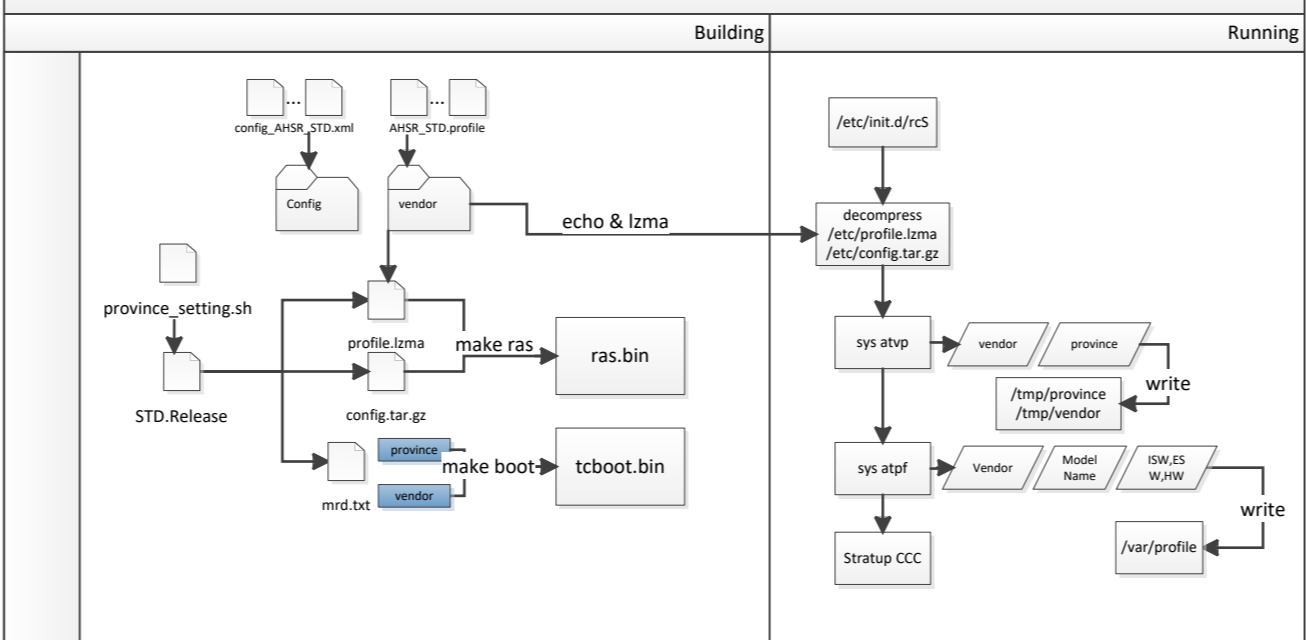 Building
Running
...
...
config_AHSR_STD.xml
AHSR_STD.profile
Config
vendor
echo & lzma
province_setting.sh
STD.Release
profile.lzma
make ras
ras.bin
config.tar.gz
province
vendor
make boot
tcboot.bin
mrd.txt
/etc/init.d/rcS
decompress
/etc/profile.lzma
/etc/config.tar.gz
sys atvp
vendor
province
write
/tmp/province
/tmp/vendor
sys atpf
Vendor
Model
Name
ISW,ES
W,HW
write
/var/profile
Stratup CCC